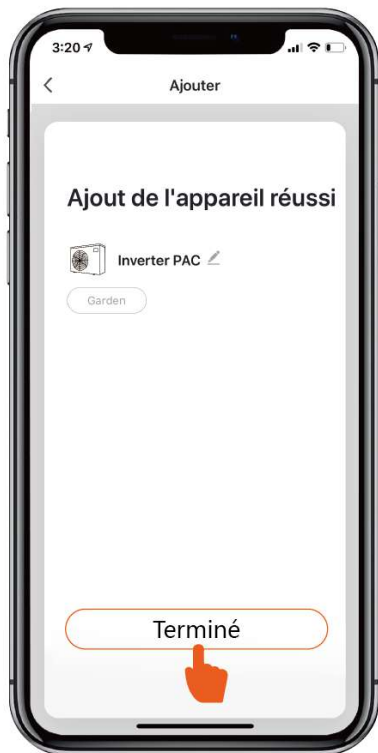 3:20
Ajouter
Ajout de l'appareil réussi
Inverter PAC
Garden
Terminé